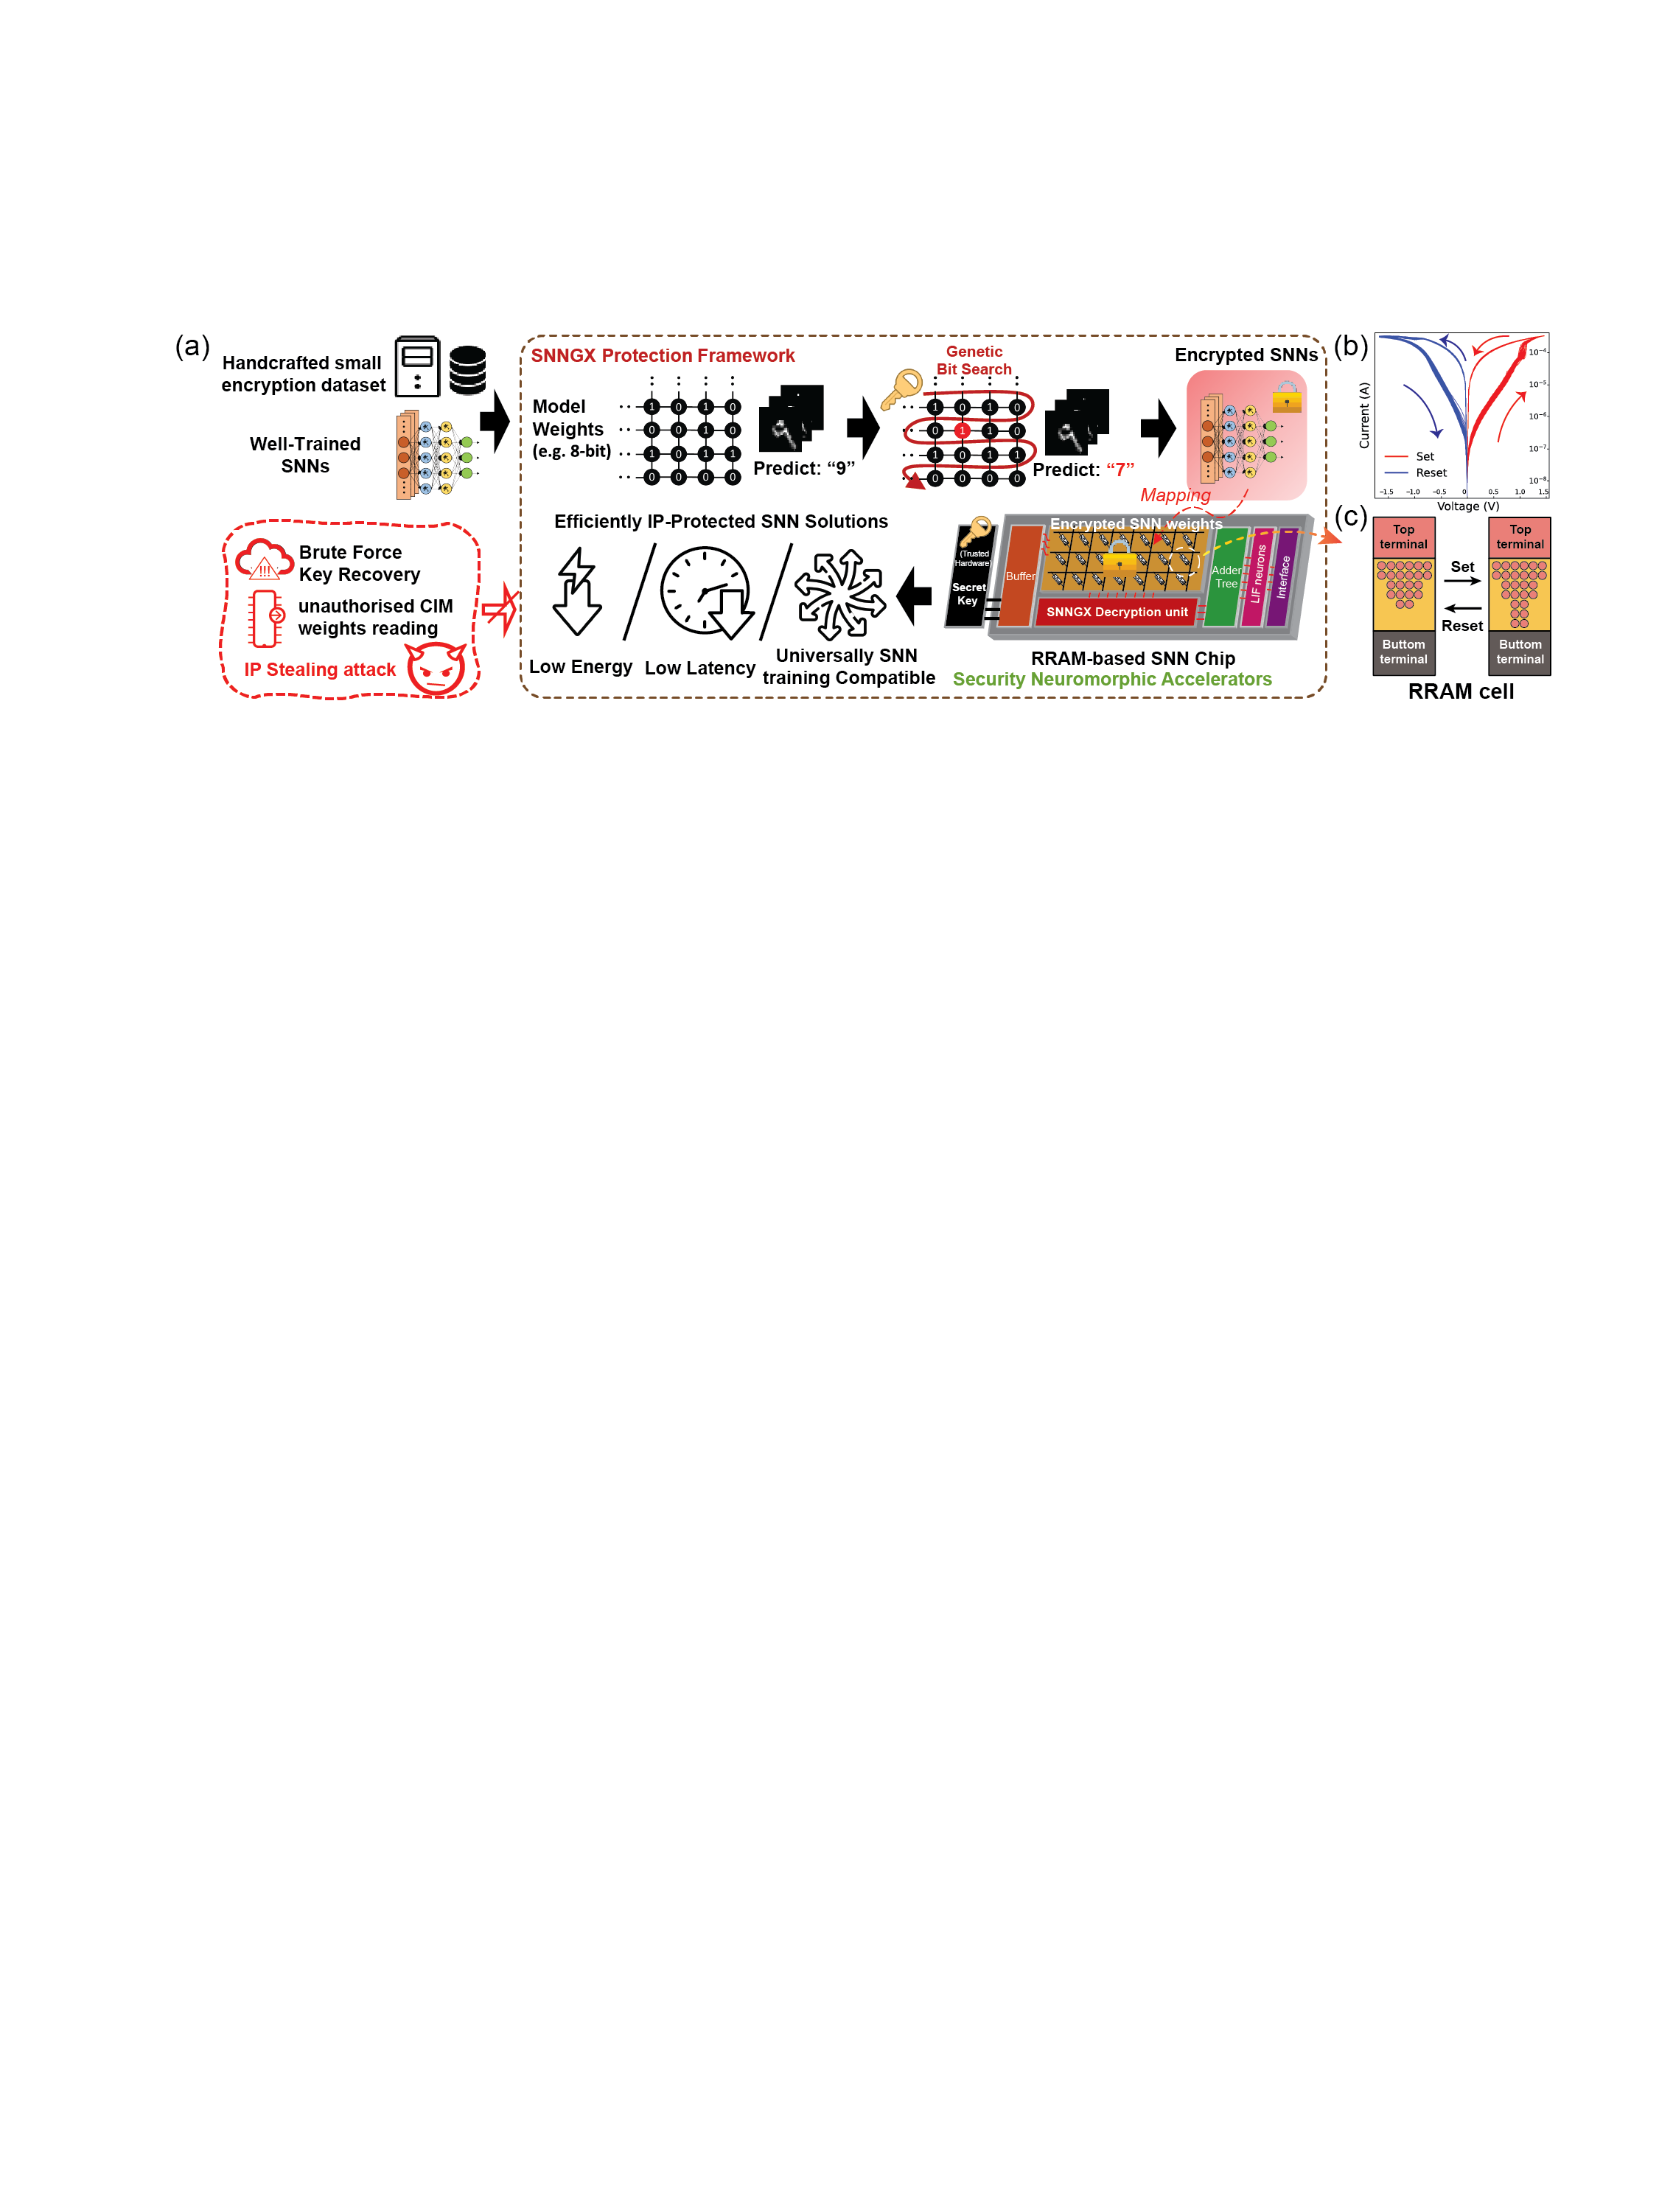 (a)
Handcrafted small
encryption dataset
Well-Trained
SNNs
SNNGX Protection Framework
Model
Weights
(e.g. 8-bit)
1 0 1 0
0 0 1 0
1 0 1 1
0 0 0 0
Predict: “9”
Genetic
Bit Search
1 0 1 0
0 1 1 0
0 0 1 1
0 0 0 0
Predict: “7”
Encrypted SNNs
Mapping
Brute Force
Key Recovery
!!!
unauthorised CIM
weights reading
IP Stealing attack
Efficiently IP-Protected SNN Solutions
Low Energy
Low Latency
Universally SNN
training Compatible
(Trusted
Hardware)
Secret
Key
Buffer
Encrypted SNN weights
SNNGX Decryption unit
Adder
Tree
LIF neurons
Interface
RRAM-based SNN Chip
Security Neuromorphic Accelerators
(b)
Current (A)
10⁻⁴
10⁻⁵
10⁻⁶
10⁻⁷
10⁻⁸
Set
Reset
−1.5 −1.0 −0.5 0 0.5 1.0 1.5
Voltage (V)
(c)
Top
terminal
Buttom
terminal
Set
Reset
Top
terminal
Buttom
terminal
RRAM cell